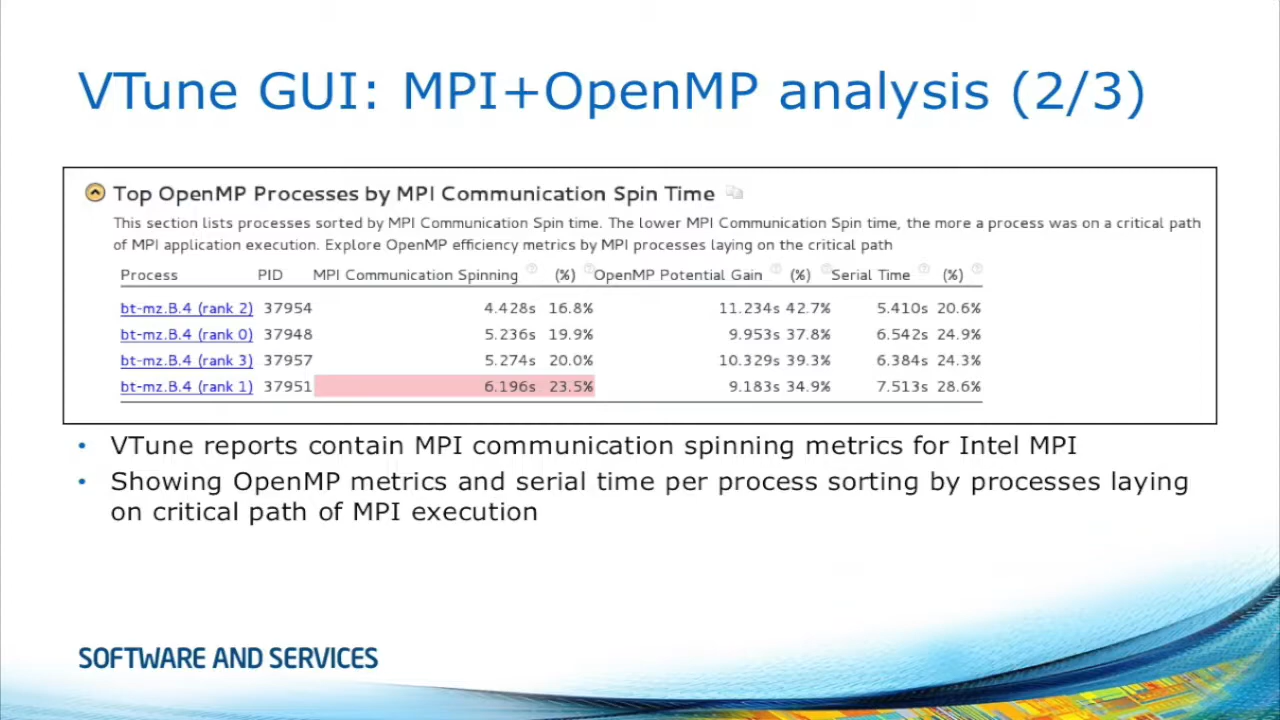 VTune GUI: MPI+OpenMP analysis (2/3)
Top OpenMP Processes by MPI Communication Spin Time
This section lists processes sorted by MPI Communication Spin time. The lower MPI Communication Spin time, the more a process was on a critical path
of MPI application execution. Explore OpenMP efficiency metrics by MPI processes laying on the critical path
Process PID MPI Communication Spinning (%) OpenMP Potential Gain (%) Serial Time (%)
bt-mz.B.4 (rank 2) 37954 4.428s 16.8% 11.234s 42.7% 5.410s 20.6%
bt-mz.B.4 (rank 0) 37948 5.236s 19.9% 9.953s 37.8% 6.542s 24.9%
bt-mz.B.4 (rank 3) 37957 5.274s 20.0% 10.329s 39.3% 6.384s 24.3%
bt-mz.B.4 (rank 1) 37951 6.196s 23.5% 9.183s 34.9% 7.513s 28.6%
• VTune reports contain MPI communication spinning metrics for Intel MPI
• Showing OpenMP metrics and serial time per process sorting by processes laying
on critical path of MPI execution
SOFTWARE AND SERVICES